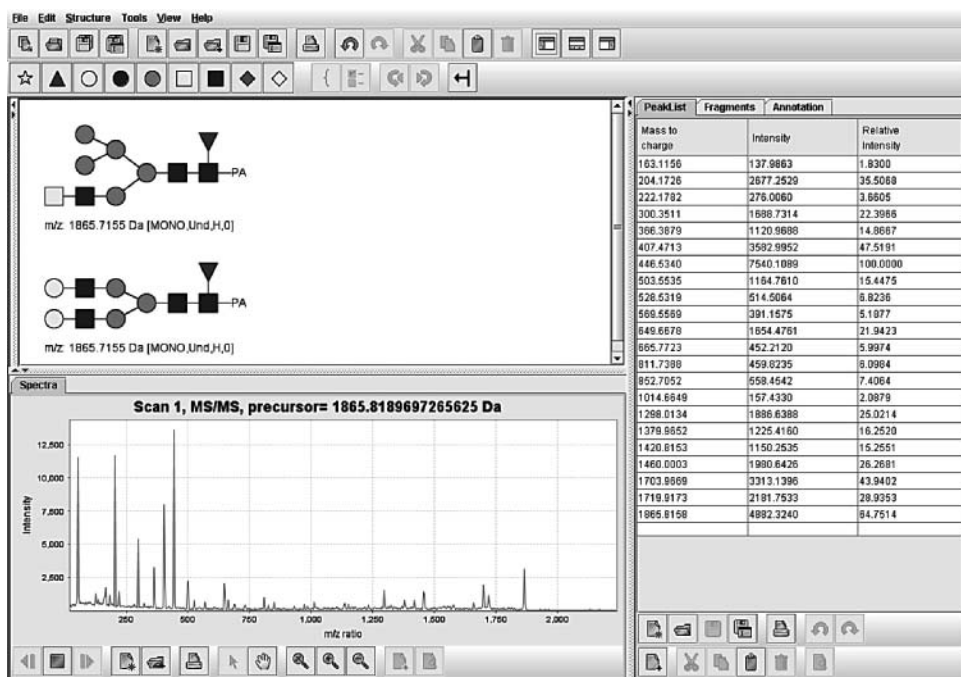 File Edit Structure Tools View Help
PA
m/z: 1865.7155 Da [MONO,Und,H,0]
PA
m/z: 1865.7155 Da [MONO,Und,H,0]
Spectra
Scan 1, MS/MS, precursor= 1865.8189697265625 Da
Intensity
12,500
10,000
7,500
5,000
2,500
250 500 750 1,000 1,250 1,500 1,750 2,000
m/z ratio
PeakList Fragments Annotation
Mass to charge Intensity Relative Intensity
163.1156 137.9863 1.8300
204.1726 2677.2529 35.5068
222.1782 276.0060 3.6605
300.3511 1688.7314 22.3966
366.3879 1120.9688 14.8667
407.4713 3582.9952 47.5191
446.5340 7540.1089 100.0000
503.5535 1164.7610 15.4475
528.5319 514.5064 6.8236
569.5569 391.1575 5.1877
649.6678 1654.4761 21.9423
665.7723 452.2120 5.9974
811.7388 459.8235 6.0984
852.7052 558.4542 7.4064
1014.6649 157.4330 2.0879
1298.0134 1886.6388 25.0214
1379.9652 1225.4160 16.2520
1420.8153 1150.2535 15.2551
1460.0003 1980.6426 26.2681
1703.9669 3313.1396 43.9402
1719.9173 2181.7533 28.9353
1865.8158 4882.3240 64.7514